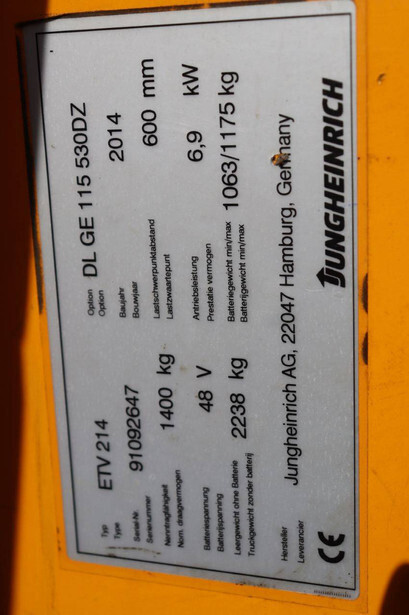 Typ ETV 214 Option DL GE 115 530DZ
Type Option
Serial-Nr. 91092647 Baujahr 2014
Serienummer Bouwjaar
Nenntragfähigkeit 1400 kg Lastschwerpunktabstand 600 mm
Nom. draagvermogen Lastzwaartepunt
Batteriespannung 48 V Antriebsleistung 6,9 kW
Batterijspanning Prestatie vermogen
Leergewicht ohne Batterie 2238 kg Batteriegewicht min/max 1063/1175 kg
Truckgewicht zonder batterij Batterijgewicht min/max
Hersteller Jungheinrich AG, 22047 Hamburg, Germany
Leverancier
CE JUNGHEINRICH